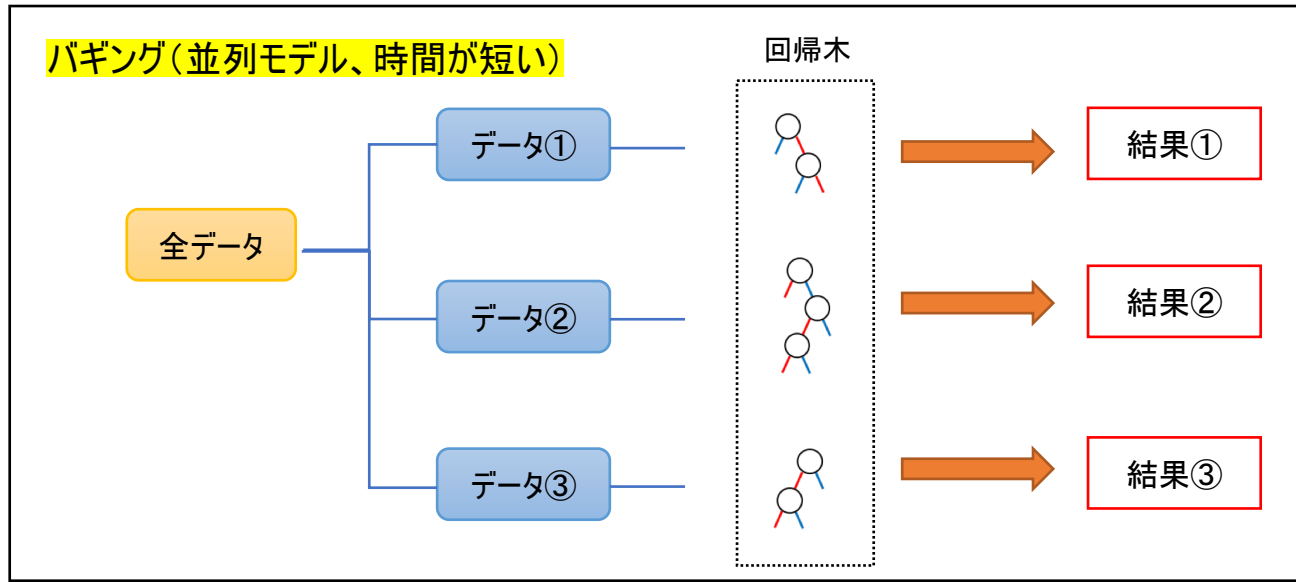 バギング（並列モデル、時間が短い）
回帰木
データ①
結果①
全データ
データ②
結果②
データ③
結果③